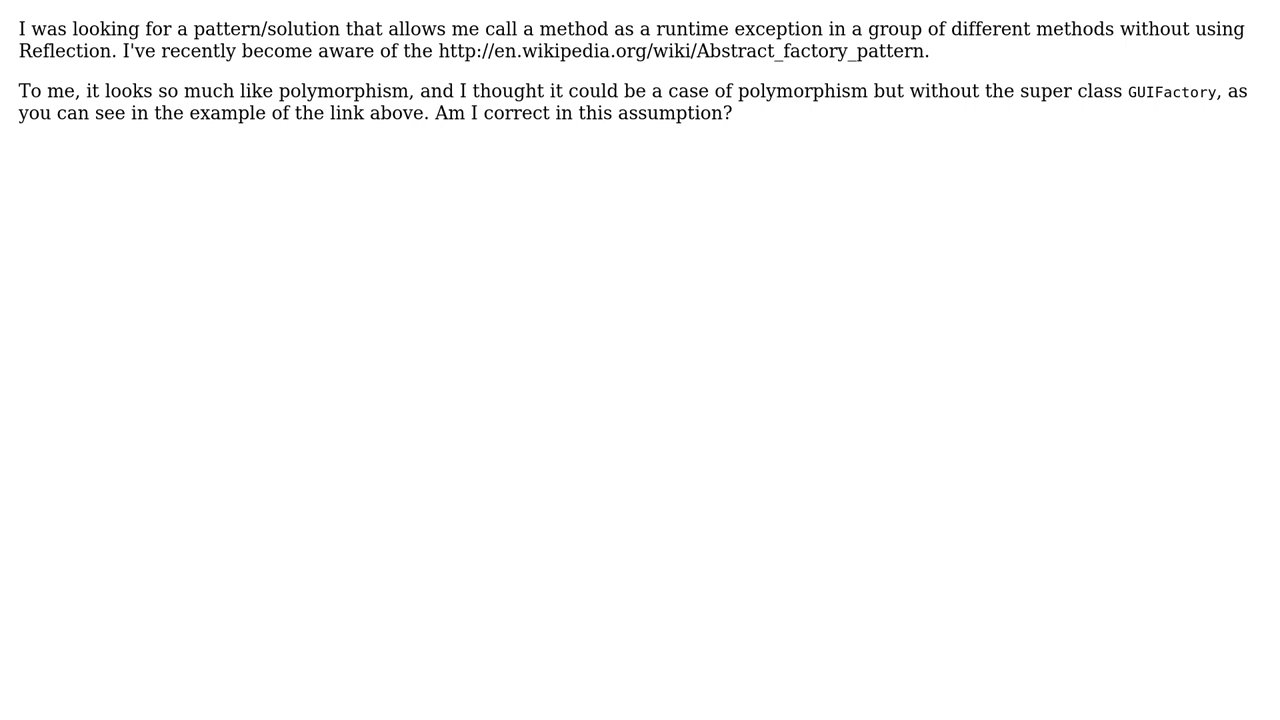 I was looking for a pattern/solution that allows me call a method as a runtime exception in a group of different methods without using
Reflection. I've recently become aware of the http://en.wikipedia.org/wiki/Abstract_factory_pattern.
To me, it looks so much like polymorphism, and I thought it could be a case of polymorphism but without the super class GUIFactory, as
you can see in the example of the link above. Am I correct in this assumption?